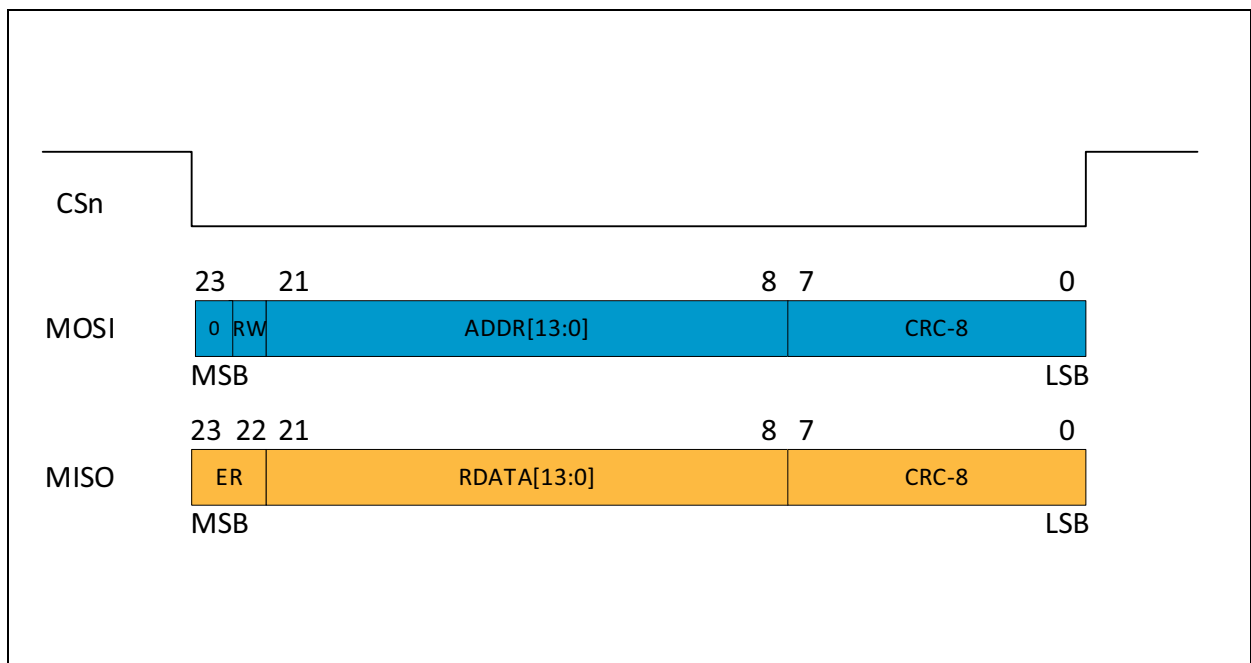 CSn
23 21 8 7 0
MOSI 0 RW ADDR[13:0] CRC-8
MSB LSB
23 22 21 8 7 0
MISO ER RDATA[13:0] CRC-8
MSB LSB